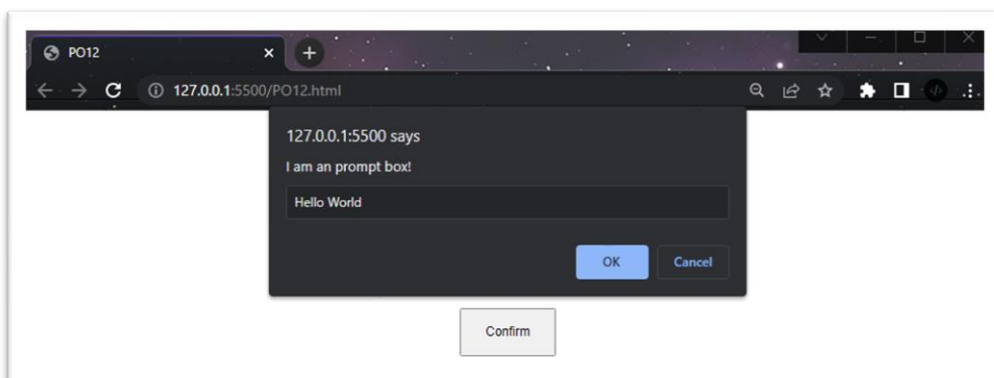 PO12
127.0.0.1:5500/PO12.html
127.0.0.1:5500 says
I am an prompt box!
Hello World
OK Cancel
Confirm